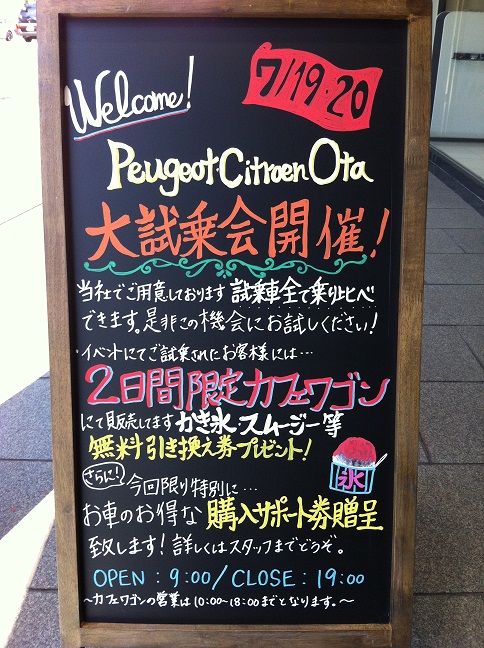 Welcome!
7/19・20
Peugeot・Citroen Ota
大試乗会開催!
当社でご用意しております 試乗車全て乗り比べ
できます。是非この機会にお試しください!
・イベントにてご試乗されたお客様には…
2日間限定カフェワゴン
にて販売してます かき氷 スムージー等
無料引き換え券プレゼント!
さらに! 今回限り特別に…
お車のお得な 購入サポート券贈呈
致します! 詳しくはスタッフまでどうぞ。
氷
OPEN : 9:00 / CLOSE : 19:00
〜カフェワゴンの営業は10:00〜18:00までとなります。〜